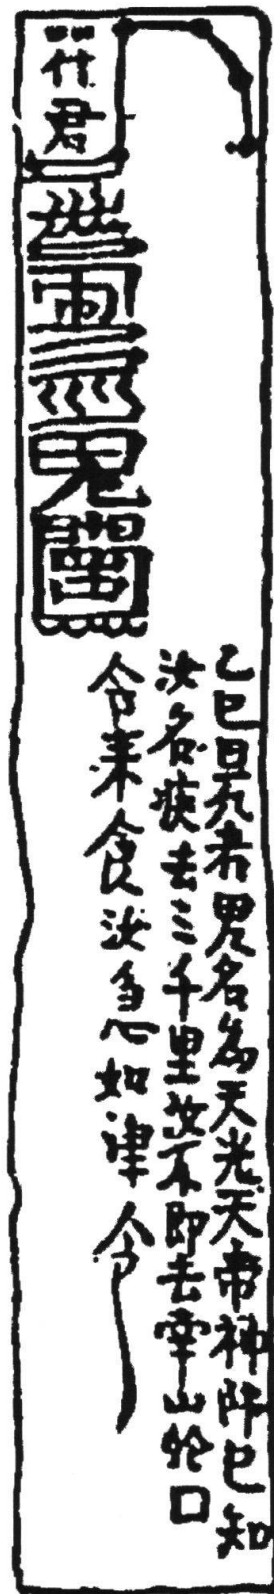 符君
乙巳日死者鬼名為天光天帝神師已知
汝名疾去三千里汝不即去南山給□
令來食汝急如律令